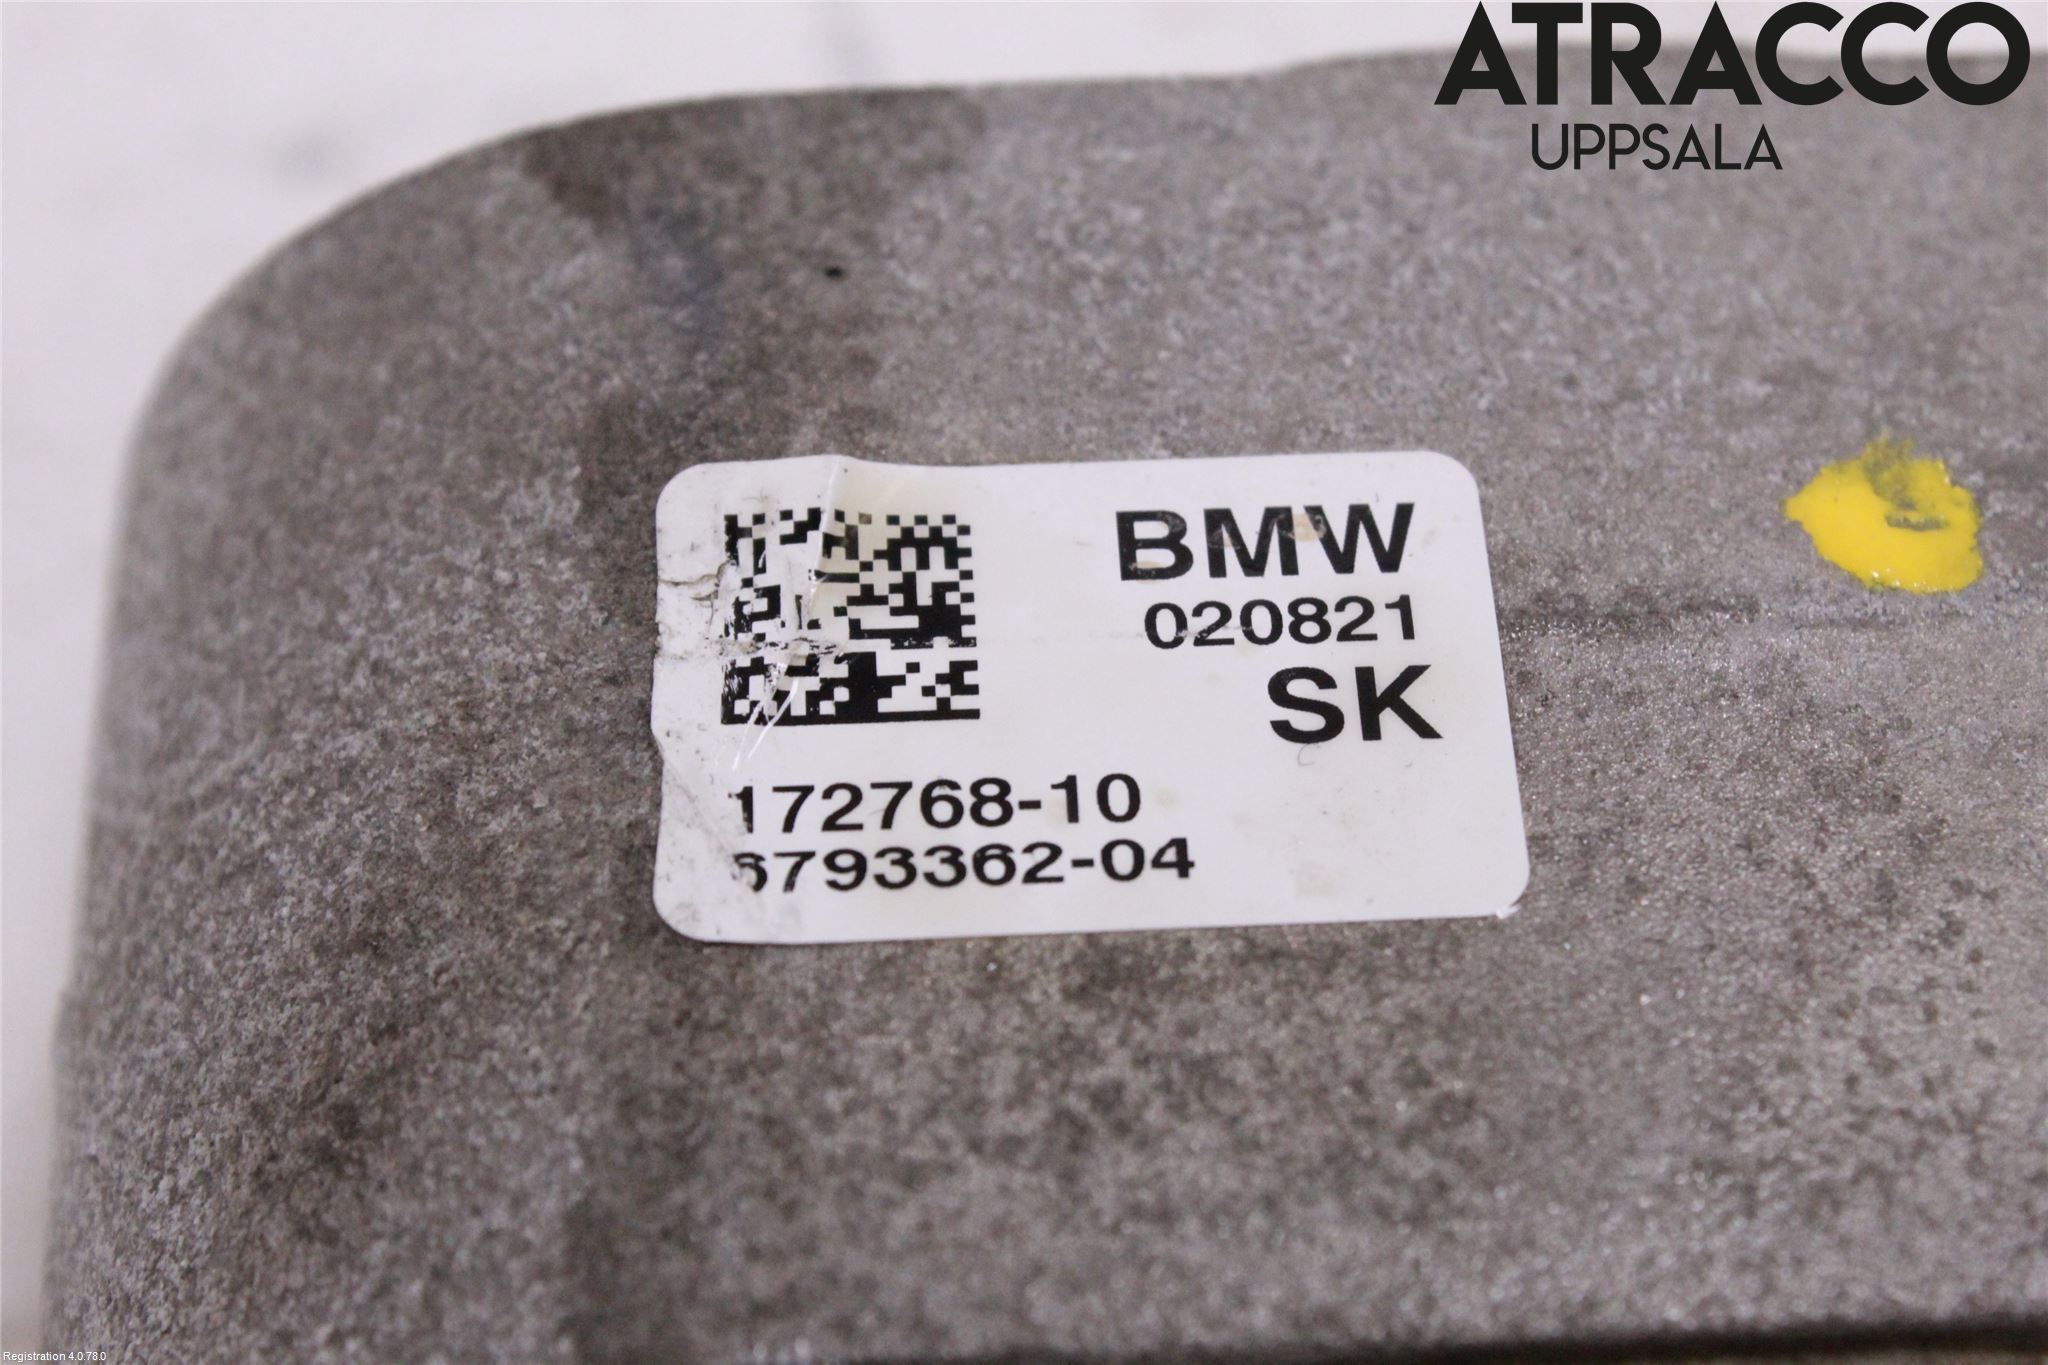 ATRACCO
UPPSALA
BMW
020821
SK
172768-10
6793362-04
Registration 4.0.78.0